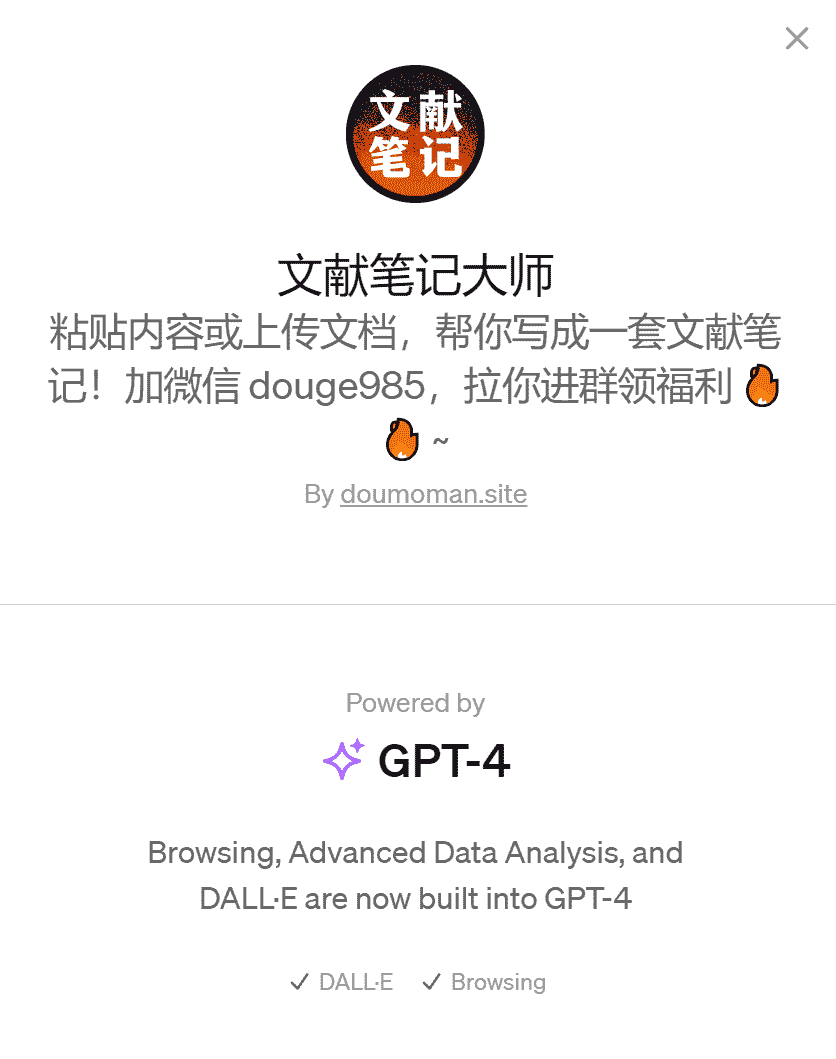 文献
笔记
文献笔记大师
粘贴内容或上传文档，帮你写成一套文献笔
记！加微信 douge985，拉你进群领福利🔥
🔥 ~
By doumoman.site
Powered by
GPT-4
Browsing, Advanced Data Analysis, and
DALL·E are now built into GPT-4
✓ DALL·E ✓ Browsing